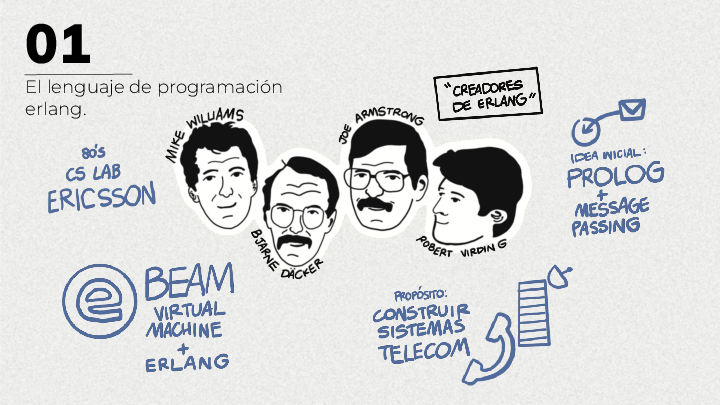 01
El lenguaje de programación
erlang.
"CREADORES
DE ERLANG"
MIKE WILLIAMS
BJARNE DÄCKER
JOE ARMSTRONG
ROBERT VIRDING
80'S
CS LAB
ERICSSON
IDEA INICIAL:
PROLOG
+
MESSAGE
PASSING
e
BEAM
VIRTUAL
MACHINE
+
ERLANG
PROPÓSITO:
CONSTRUIR
SISTEMAS
TELECOM